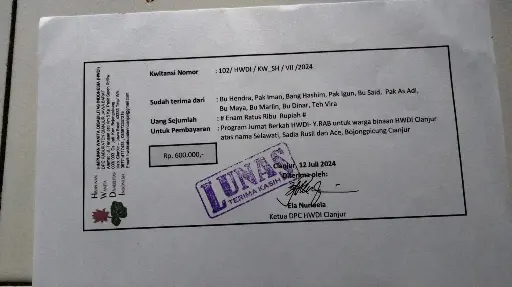 Kwitansi Nomor : 102/ HWDI / KW_SH / VII /2024
Sudah terima dari : Bu Hendra, Pak Iman, Bang Hashim, Pak Igun, Bu Said, Pak As Adi,
Bu Maya, Bu Marlin, Bu Dinar, Teh Vira
Uang Sejumlah : # Enam Ratus Ribu Rupiah #
Untuk Pembayaran : Program Jumat Berkah HWDI- Y.RAB untuk warga binaan HWDI Cianjur
atas nama Selawati, Sadia Rusti dan Ace, Bojongpicung Cianjur
Rp. 600.000,-
Cianjur, 12 Juli 2024
Diterima oleh:
LUNAS
TERIMA KASIH
Ela Nurlaela
Ketua DPC HWDI Cianjur